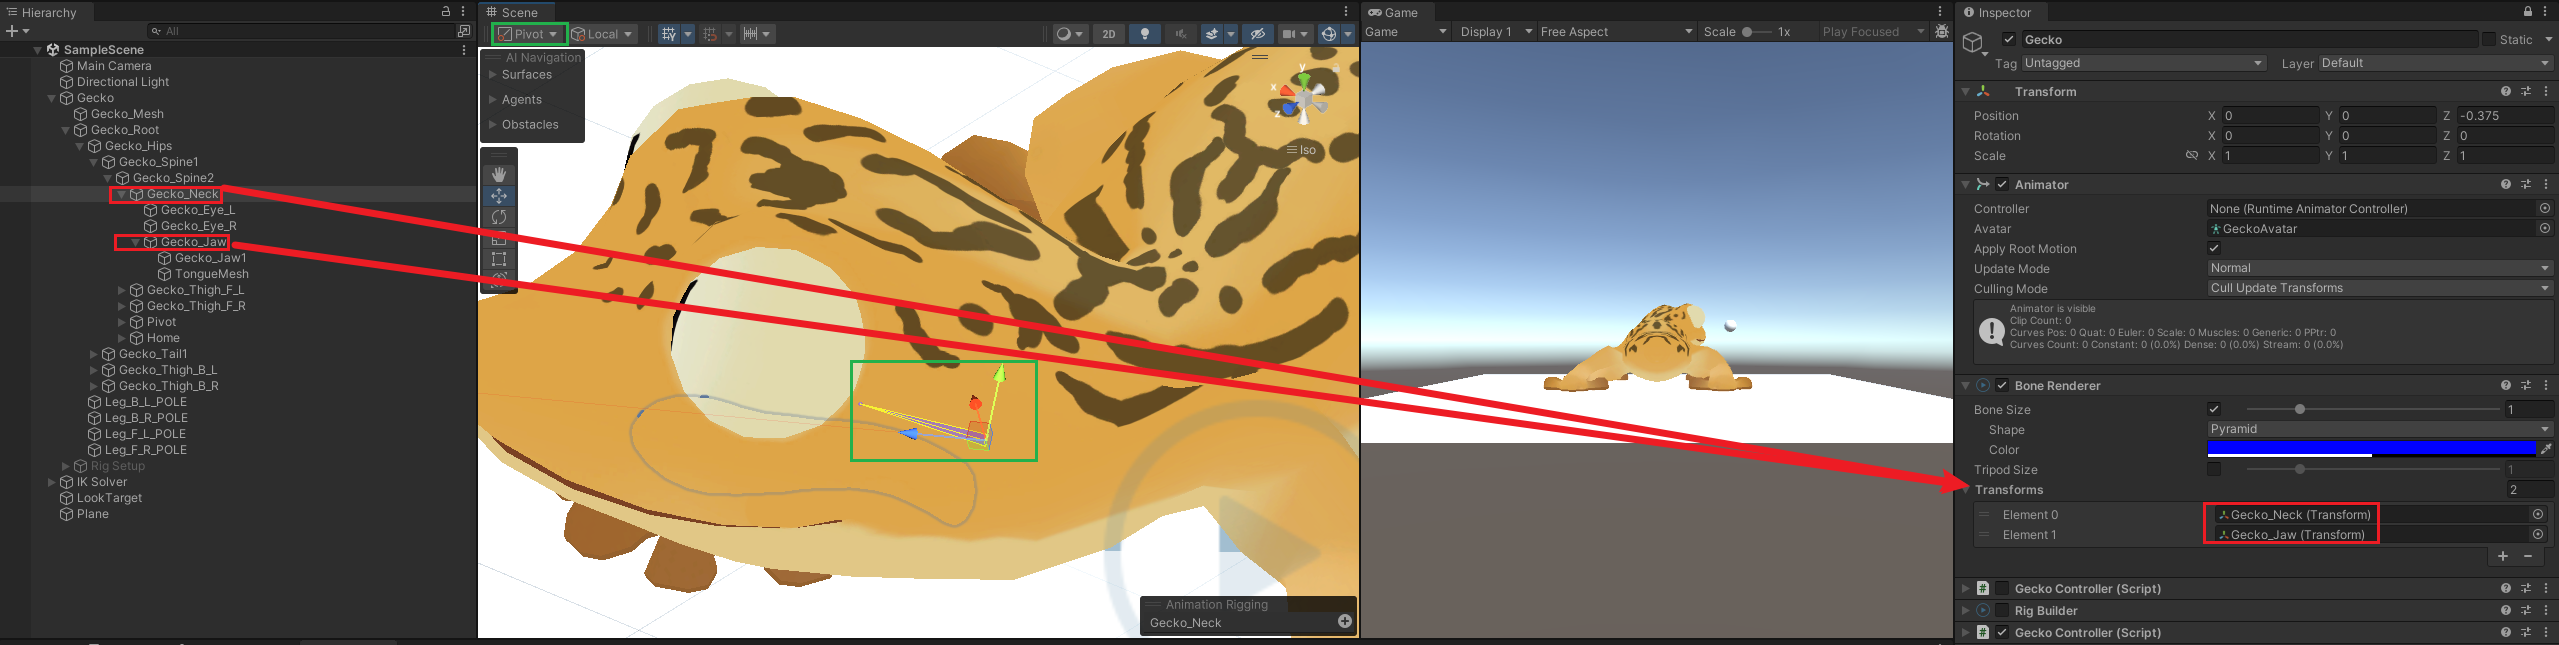 Hierarchy
All
SampleScene
Main Camera
Directional Light
Gecko
Gecko_Mesh
Gecko_Root
Gecko_Hips
Gecko_Spine1
Gecko_Spine2
Gecko_Neck
Gecko_Eye_L
Gecko_Eye_R
Gecko_Jaw
Gecko_Jaw1
TongueMesh
Gecko_Thigh_F_L
Gecko_Thigh_F_R
Pivot
Home
Gecko_Tail1
Gecko_Thigh_B_L
Gecko_Thigh_B_R
Leg_B_L_POLE
Leg_B_R_POLE
Leg_F_L_POLE
Leg_F_R_POLE
Rig Setup
IK Solver
LookTarget
Plane
Scene
Pivot Local 2D
AI Navigation
Surfaces
Agents
Obstacles
y
x
z
Iso
Animation Rigging
Gecko_Neck
Game
Game Display 1 Free Aspect Scale 1x Play Focused
Inspector
Gecko Static
Tag Untagged Layer Default
Transform
Position X 0 Y 0 Z -0.375
Rotation X 0 Y 0 Z 0
Scale X 1 Y 1 Z 1
Animator
Controller None (Runtime Animator Controller)
Avatar GeckoAvatar
Apply Root Motion
Update Mode Normal
Culling Mode Cull Update Transforms
Animator is visible
Clip Count: 0
Curves Pos: 0 Quat: 0 Euler: 0 Scale: 0 Muscles: 0 Generic: 0 PPtr: 0
Curves Count: 0 Constant: 0 (0.0%) Dense: 0 (0.0%) Stream: 0 (0.0%)
Bone Renderer
Bone Size 1
Shape Pyramid
Color
Tripod Size 1
Transforms 2
Element 0 Gecko_Neck (Transform)
Element 1 Gecko_Jaw (Transform)
Gecko Controller (Script)
Rig Builder
Gecko Controller (Script)